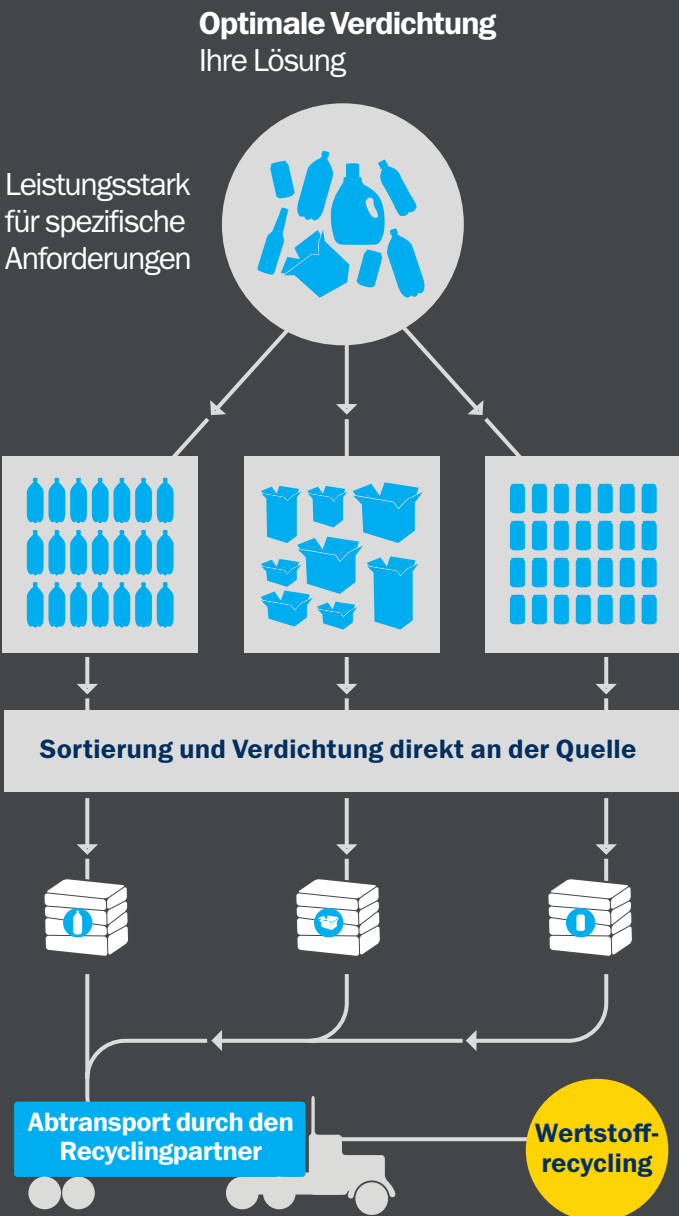 Optimale Verdichtung
Ihre Lösung
Leistungsstark
für spezifische
Anforderungen
Sortierung und Verdichtung direkt an der Quelle
Abtransport durch den
Recyclingpartner
Wertstoff-
recycling